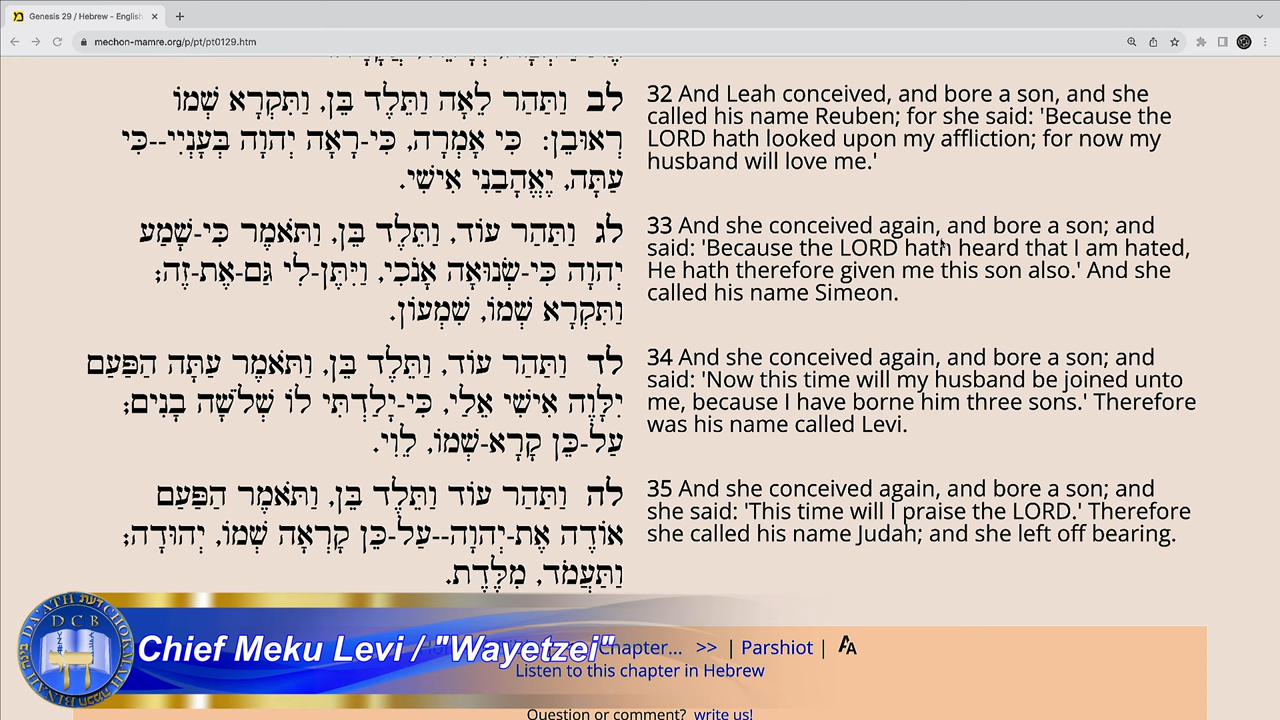 Genesis 29 / Hebrew - English
mechon-mamre.org/p/pt/pt0129.htm
לב וַתַּהַר לֵאָה וַתֵּלֶד בֵּן, וַתִּקְרָא שְׁמוֹ
רְאוּבֵן: כִּי אָמְרָה, כִּי-רָאָה יְהוָה בְּעָנְיִי--כִּי
עַתָּה, יֶאֱהָבַנִי אִישִׁי.
32 And Leah conceived, and bore a son, and she
called his name Reuben; for she said: 'Because the
LORD hath looked upon my affliction; for now my
husband will love me.'
לג וַתַּהַר עוֹד, וַתֵּלֶד בֵּן, וַתֹּאמֶר כִּי-שָׁמַע
יְהוָה כִּי-שְׂנוּאָה אָנֹכִי, וַיִּתֶּן-לִי גַּם-אֶת-זֶה;
וַתִּקְרָא שְׁמוֹ, שִׁמְעוֹן.
33 And she conceived again, and bore a son; and
said: 'Because the LORD hath heard that I am hated,
He hath therefore given me this son also.' And she
called his name Simeon.
לד וַתַּהַר עוֹד, וַתֵּלֶד בֵּן, וַתֹּאמֶר עַתָּה הַפַּעַם
יִלָּוֶה אִישִׁי אֵלַי, כִּי-יָלַדְתִּי לוֹ שְׁלֹשָׁה בָנִים;
עַל-כֵּן קָרָא-שְׁמוֹ, לֵוִי.
34 And she conceived again, and bore a son; and
said: 'Now this time will my husband be joined unto
me, because I have borne him three sons.' Therefore
was his name called Levi.
לה וַתַּהַר עוֹד וַתֵּלֶד בֵּן, וַתֹּאמֶר הַפַּעַם
אוֹדֶה אֶת-יְהוָה--עַל-כֵּן קָרְאָה שְׁמוֹ, יְהוּדָה;
וַתַּעֲמֹד, מִלֶּדֶת.
35 And she conceived again, and bore a son; and
she said: 'This time will I praise the LORD.' Therefore
she called his name Judah; and she left off bearing.
DCB
Chief Meku Levi / "Wayetzei"
Chapter... >> | Parshiot |
Listen to this chapter in Hebrew
Question or comment? write us!